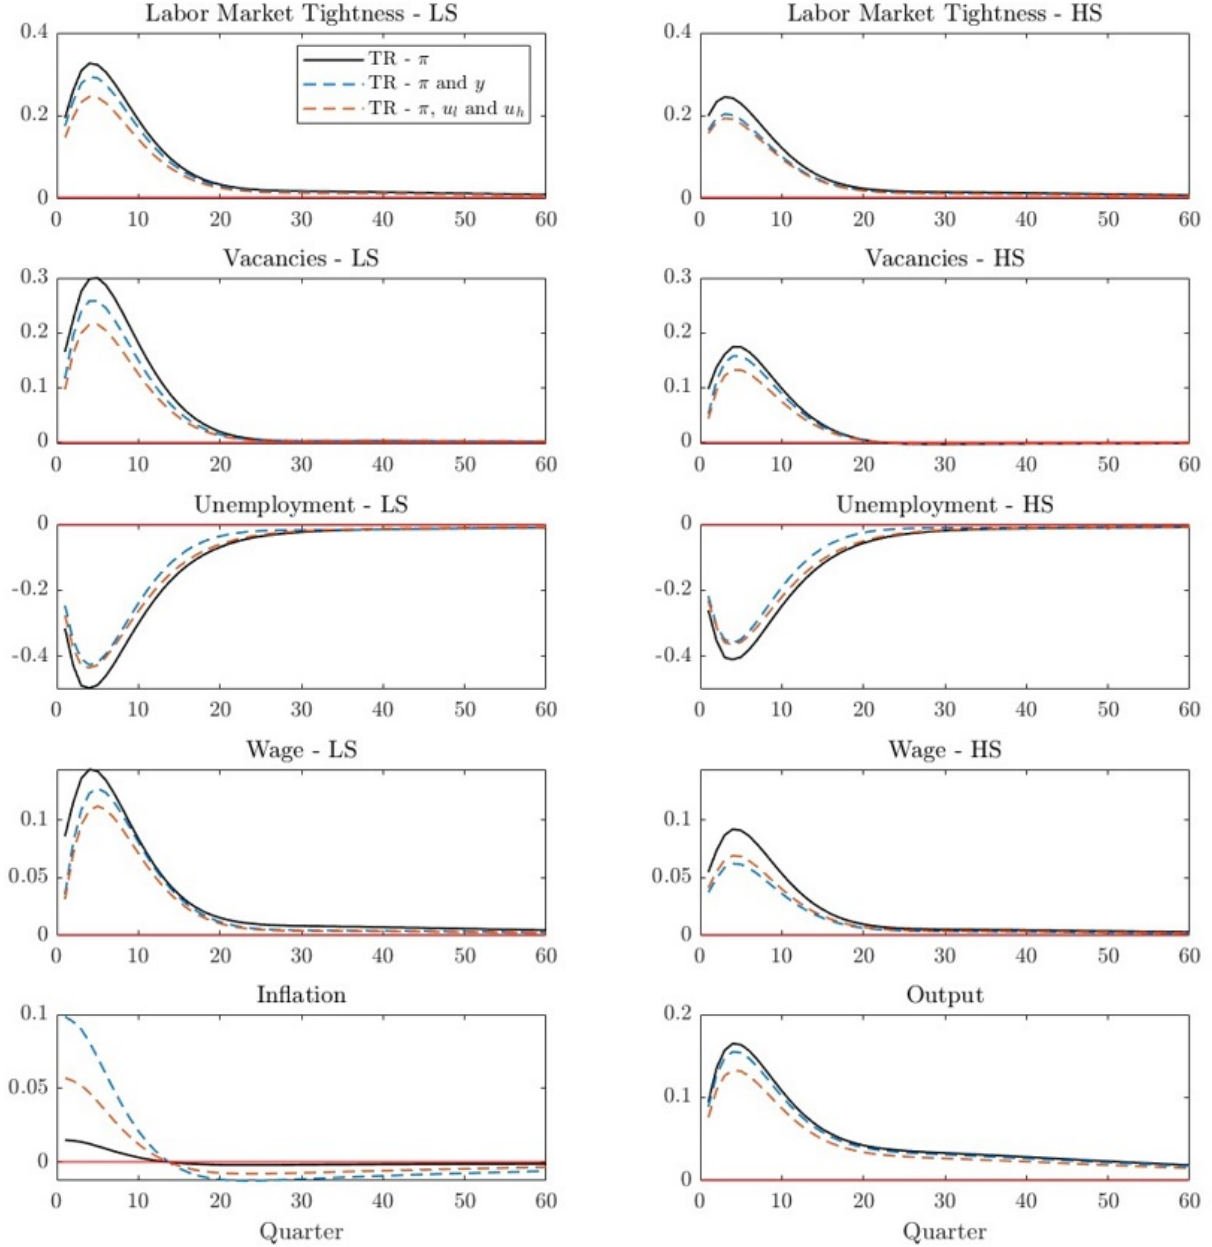 Labor Market Tightness - LS
0.4
0.2
0
0 10 20 30 40 50 60
TR - π
TR - π and y
TR - π, uₗ and uₕ
Labor Market Tightness - HS
0.4
0.2
0
0 10 20 30 40 50 60
Vacancies - LS
0.3
0.2
0.1
0
0 10 20 30 40 50 60
Vacancies - HS
0.3
0.2
0.1
0
0 10 20 30 40 50 60
Unemployment - LS
0
-0.2
-0.4
0 10 20 30 40 50 60
Unemployment - HS
0
-0.2
-0.4
0 10 20 30 40 50 60
Wage - LS
0.1
0.05
0
0 10 20 30 40 50 60
Wage - HS
0.1
0.05
0
0 10 20 30 40 50 60
Inflation
0.1
0.05
0
0 10 20 30 40 50 60
Quarter
Output
0.2
0.1
0
0 10 20 30 40 50 60
Quarter